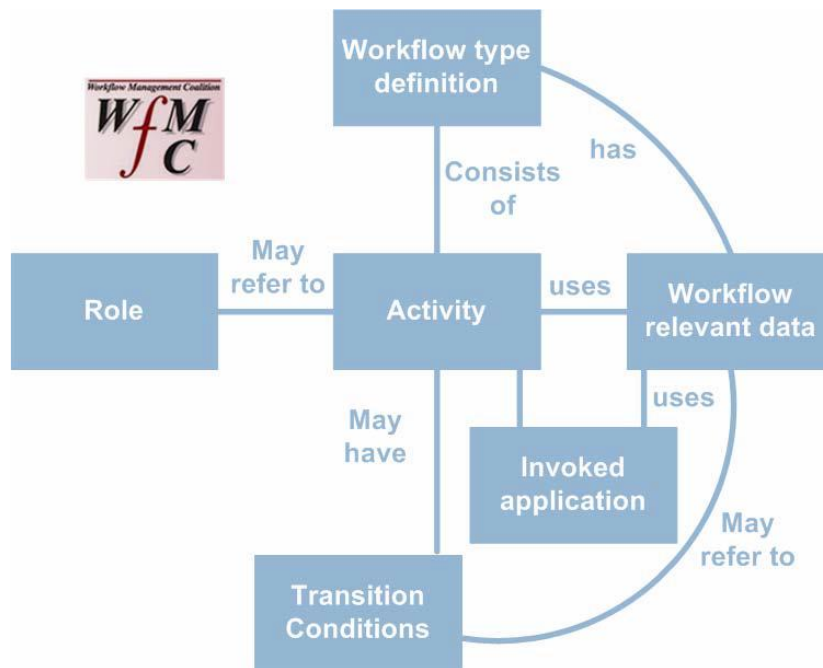 Workflow type
definition
Workflow Management Coalition
WfMC
has
Consists
of
May
refer to
Role
Activity
uses
Workflow
relevant data
uses
May
have
Invoked
application
May
refer to
Transition
Conditions